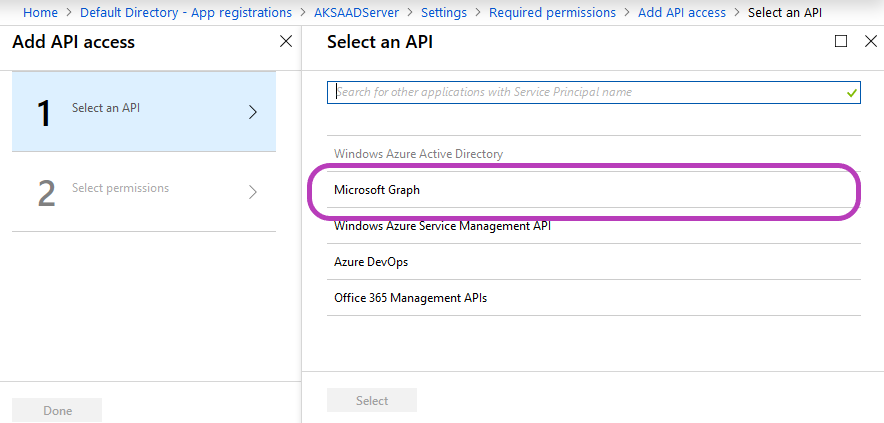 Home > Default Directory - App registrations > AKSAADServer > Settings > Required permissions > Add API access > Select an API
Add API access
1 Select an API
2 Select permissions
Done
Select an API
Search for other applications with Service Principal name
Windows Azure Active Directory
Microsoft Graph
Windows Azure Service Management API
Azure DevOps
Office 365 Management APIs
Select